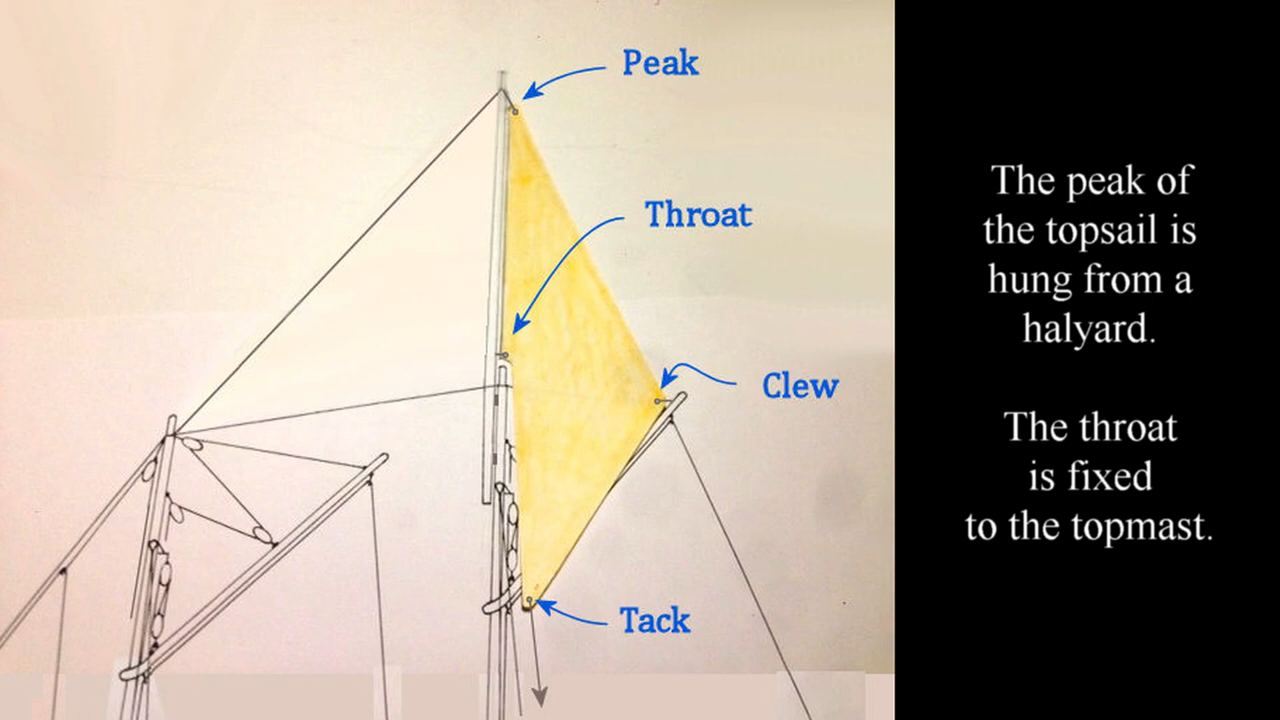 Peak
Throat
Clew
Tack
The peak of
the topsail is
hung from a
halyard.
The throat
is fixed
to the topmast.